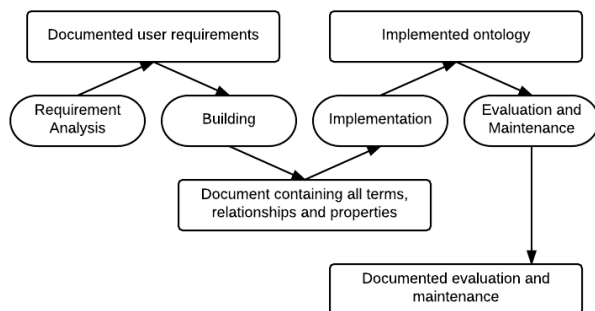 Documented user requirements
Implemented ontology
Requirement
Analysis
Building
Implementation
Evaluation and
Maintenance
Document containing all terms,
relationships and properties
Documented evaluation and
maintenance